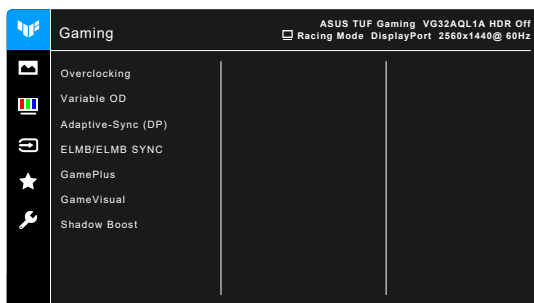 Gaming
ASUS TUF Gaming VG32AQL1A HDR Off
Racing Mode DisplayPort 2560x1440@ 60Hz
Overclocking
Variable OD
Adaptive-Sync (DP)
ELMB/ELMB SYNC
GamePlus
GameVisual
Shadow Boost